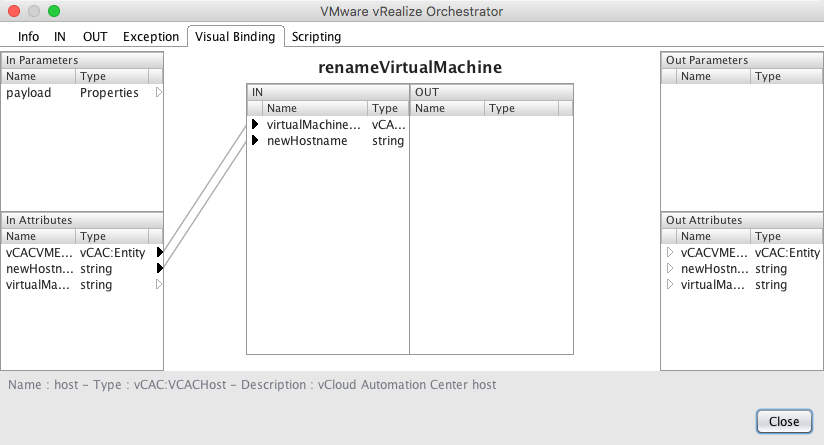 VMware vRealize Orchestrator
Info IN OUT Exception Visual Binding Scripting
In Parameters
Name Type
payload Properties
In Attributes
Name Type
vCACVME... vCAC:Entity
newHostn... string
virtualMa... string
renameVirtualMachine
IN
Name Type
virtualMachine... vCA...
newHostname string
OUT
Name Type
Out Parameters
Name Type
Out Attributes
Name Type
vCACVME... vCAC:Entity
newHostn... string
virtualMa... string
Name : host - Type : vCAC:VCACHost - Description : vCloud Automation Center host
Close